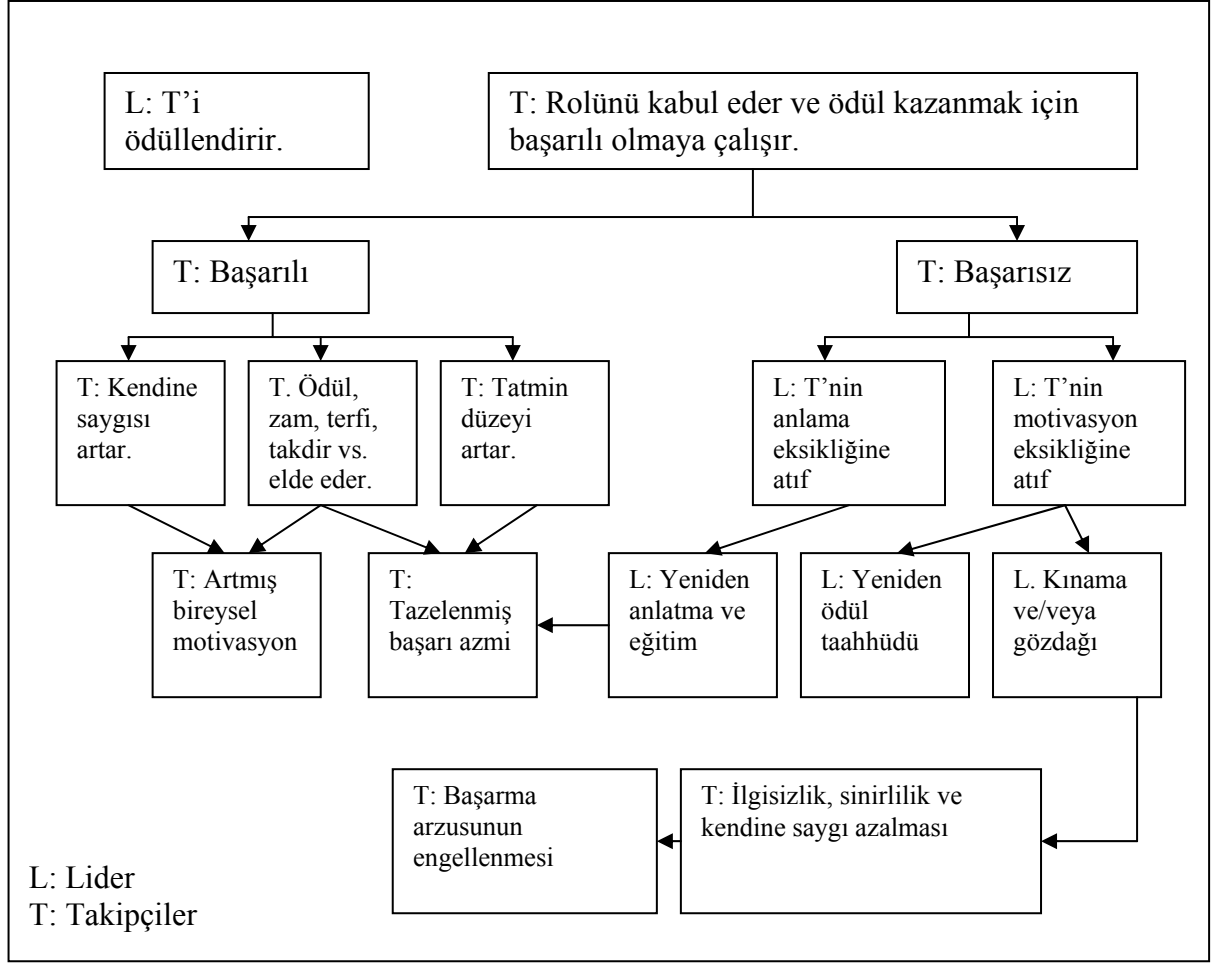 L: T’i
ödüllendirir.
T: Rolünü kabul eder ve ödül kazanmak için
başarılı olmaya çalışır.
T: Başarılı
T: Başarısız
T: Kendine
saygısı
artar.
T. Ödül,
zam, terfi,
takdir vs.
elde eder.
T: Tatmin
düzeyi
artar.
L: T’nin
anlama
eksikliğine
atıf
L: T’nin
motivasyon
eksikliğine
atıf
T: Artmış
bireysel
motivasyon
T:
Tazelenmiş
başarı azmi
L: Yeniden
anlatma ve
eğitim
L: Yeniden
ödül
taahhüdü
L. Kınama
ve/veya
gözdağı
T: Başarma
arzusunun
engellenmesi
T: İlgisizlik, sinirlilik ve
kendine saygı azalması
L: Lider
T: Takipçiler